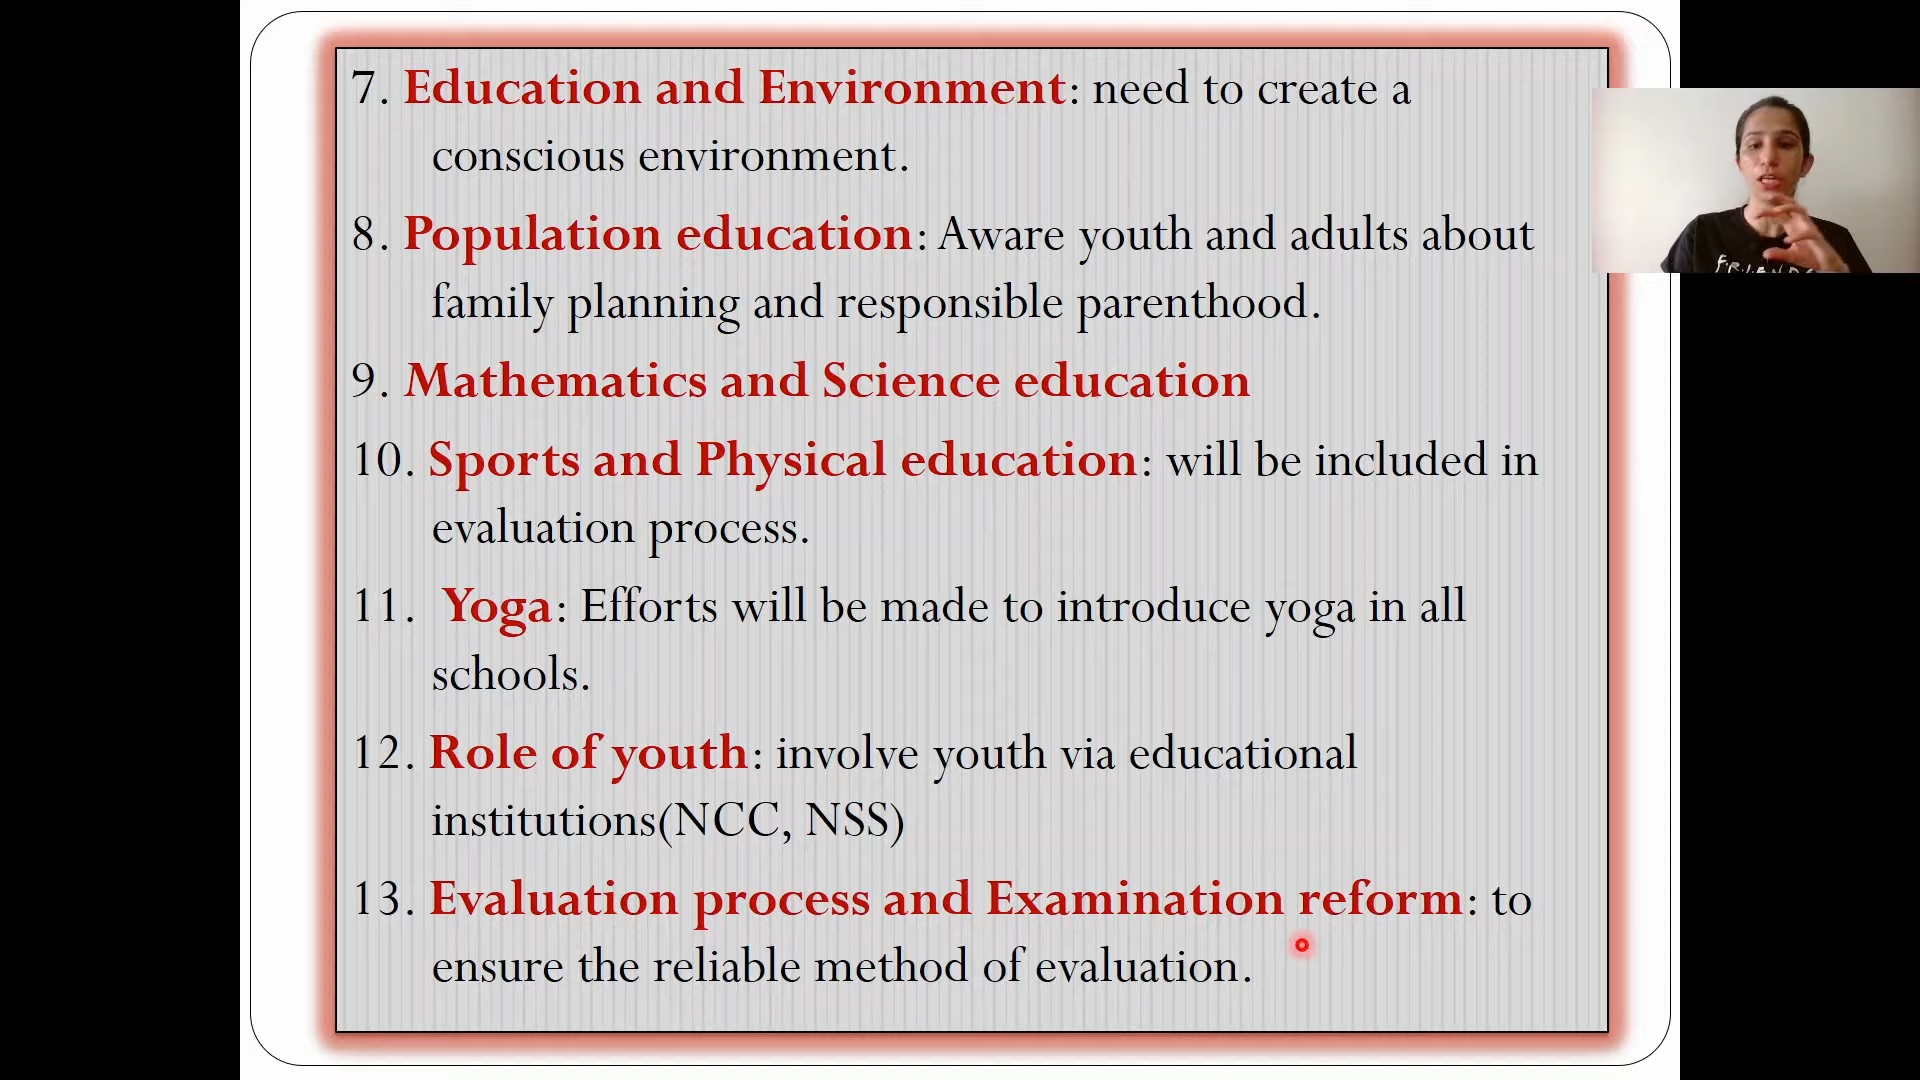 7. Education and Environment: need to create a
conscious environment.
8. Population education: Aware youth and adults about
family planning and responsible parenthood.
9. Mathematics and Science education
10. Sports and Physical education: will be included in
evaluation process.
11. Yoga: Efforts will be made to introduce yoga in all
schools.
12. Role of youth: involve youth via educational
institutions(NCC, NSS)
13. Evaluation process and Examination reform: to
ensure the reliable method of evaluation.